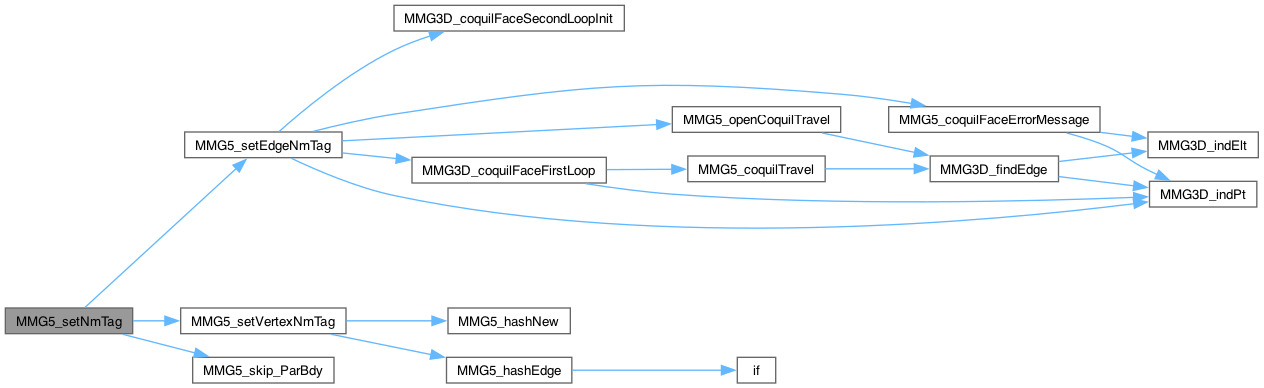 MMG3D_coquilFaceSecondLoopInit
MMG5_openCoquilTravel
MMG5_coquilFaceErrorMessage
MMG5_setEdgeNmTag
MMG3D_indElt
MMG3D_coquilFaceFirstLoop
MMG5_coquilTravel
MMG3D_findEdge
MMG3D_indPt
MMG5_setNmTag
MMG5_setVertexNmTag
MMG5_hashNew
MMG5_skip_ParBdy
MMG5_hashEdge
if